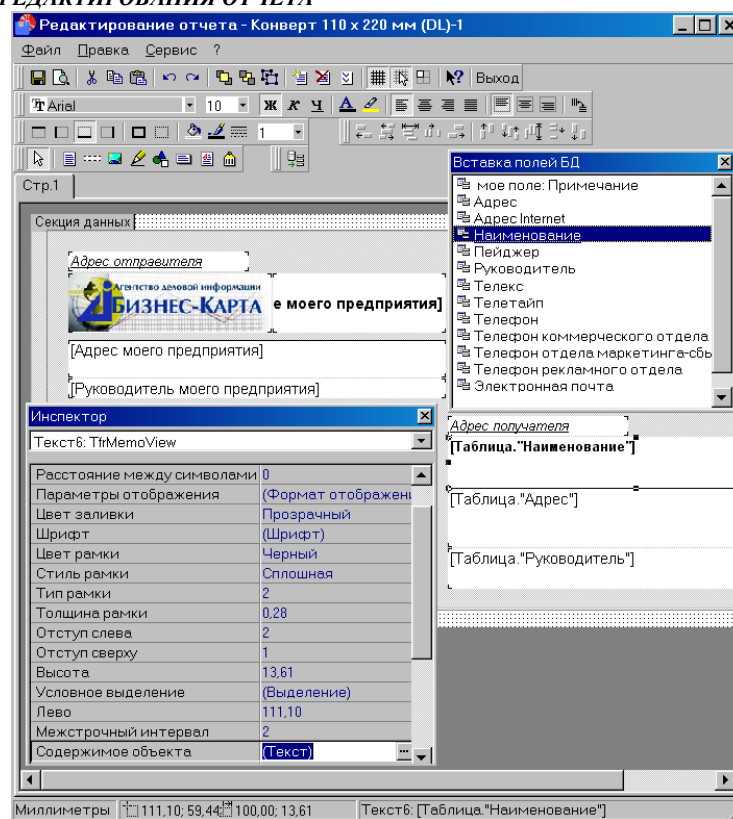 РЕДАКТИРОВАНИЯ ОТЧЕТА
Редактирование отчета - Конверт 110 x 220 мм (DL)-1
Файл Правка Сервис ?
Выход
Arial 10 Ж К Ч
1
Стр.1
Вставка полей БД
мое поле: Примечание
Адрес
Адрес Internet
Наименование
Пейджер
Руководитель
Телекс
Телетайп
Телефон
Телефон коммерческого отдела
Телефон отдела маркетинга-сбы
Телефон рекламного отдела
Электронная почта
Секция данных
Адрес отправителя
Агентство деловой информации
БИЗНЕС-КАРТА
е моего предприятия]
[Адрес моего предприятия]
[Руководитель моего предприятия]
Адрес получателя
[Таблица."Наименование"]
[Таблица."Адрес"]
[Таблица."Руководитель"]
Инспектор
Текст6: TfrMemoView
Расстояние между символами 0
Параметры отображения (Формат отображени
Цвет заливки Прозрачный
Шрифт (Шрифт)
Цвет рамки Черный
Стиль рамки Сплошная
Тип рамки 2
Толщина рамки 0,28
Отступ слева 2
Отступ сверху 1
Высота 13,61
Условное выделение (Выделение)
Лево 111,10
Межстрочный интервал 2
Содержимое объекта (Текст) ...
Миллиметры 111,10; 59,44 100,00; 13,61 Текст6: [Таблица."Наименование"]